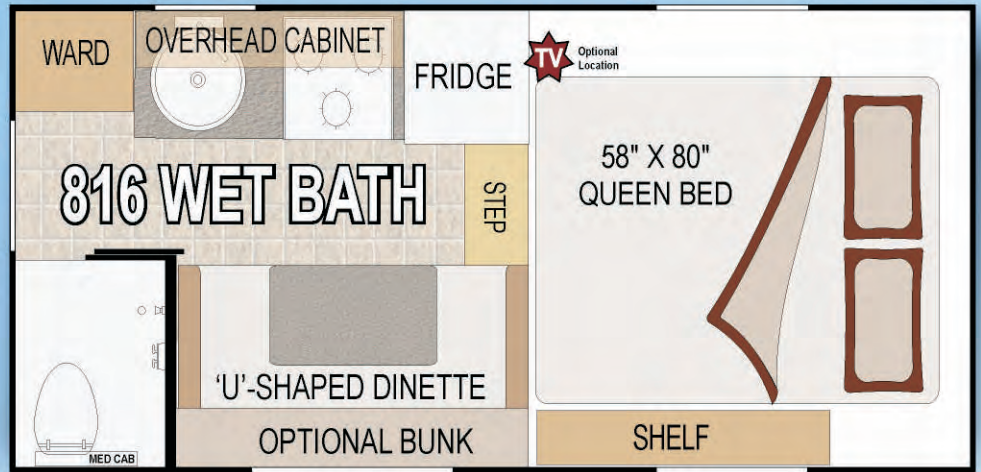 WARD
OVERHEAD CABINET
FRIDGE
TV
Optional
Location
58" X 80"
QUEEN BED
816 WET BATH
STEP
'U'-SHAPED DINETTE
OPTIONAL BUNK
SHELF
MED CAB